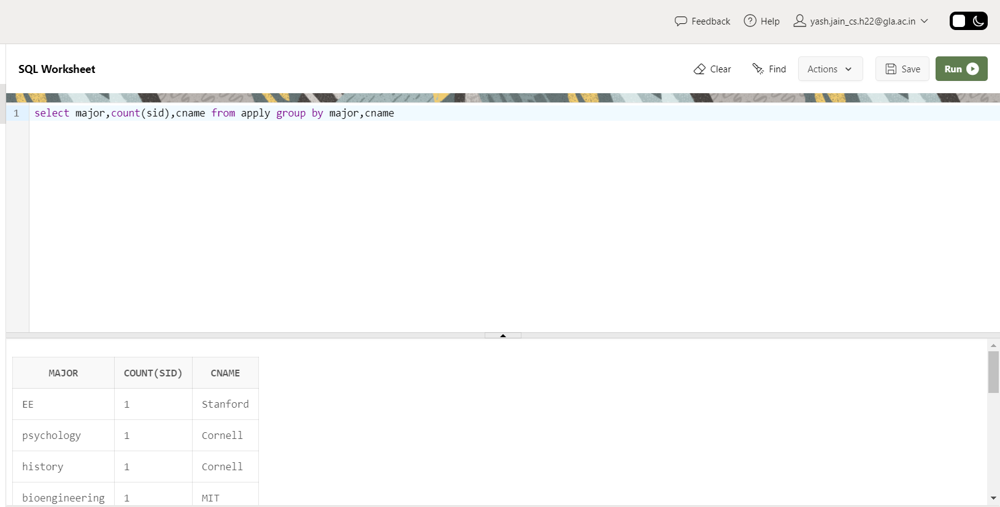 Feedback Help yash.jain_cs.h22@gla.ac.in
SQL Worksheet Clear Find Actions Save Run
1 select major,count(sid),cname from apply group by major,cname
MAJOR COUNT(SID) CNAME
EE 1 Stanford
psychology 1 Cornell
history 1 Cornell
bioengineering 1 MIT